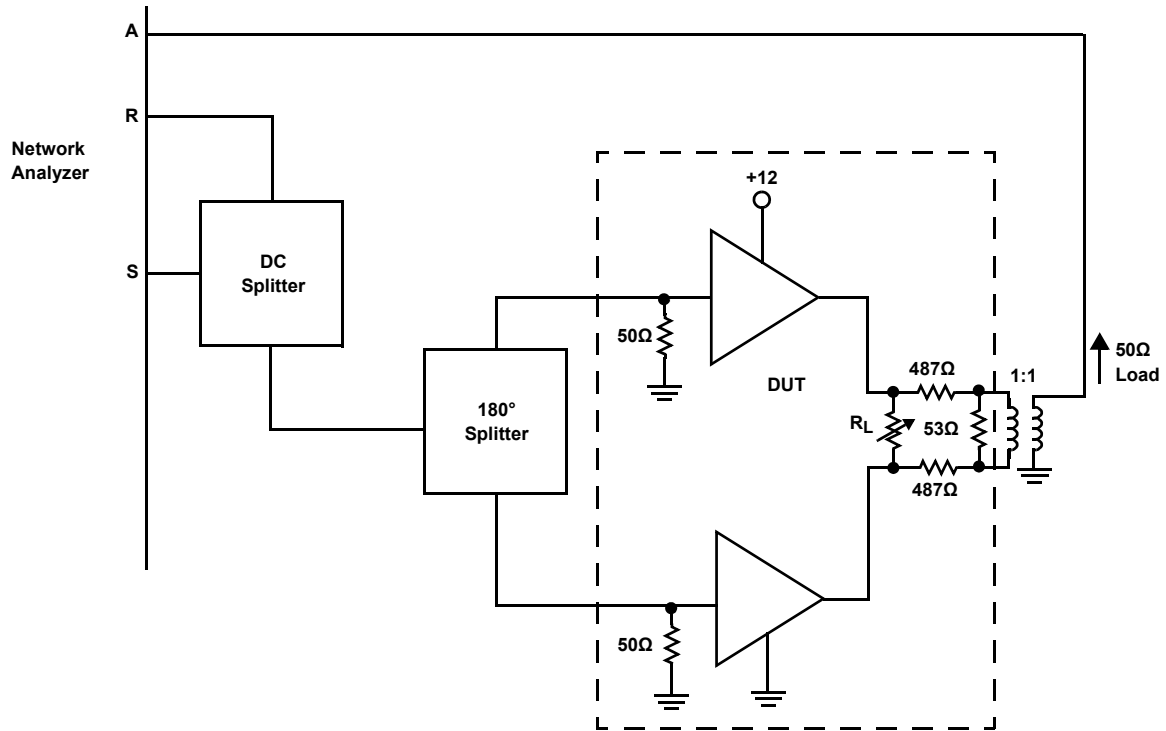 A
R
Network
Analyzer
S
DC
Splitter
180°
Splitter
+12
50Ω
DUT
487Ω
1:1
50Ω
Load
RL
53Ω
487Ω
50Ω